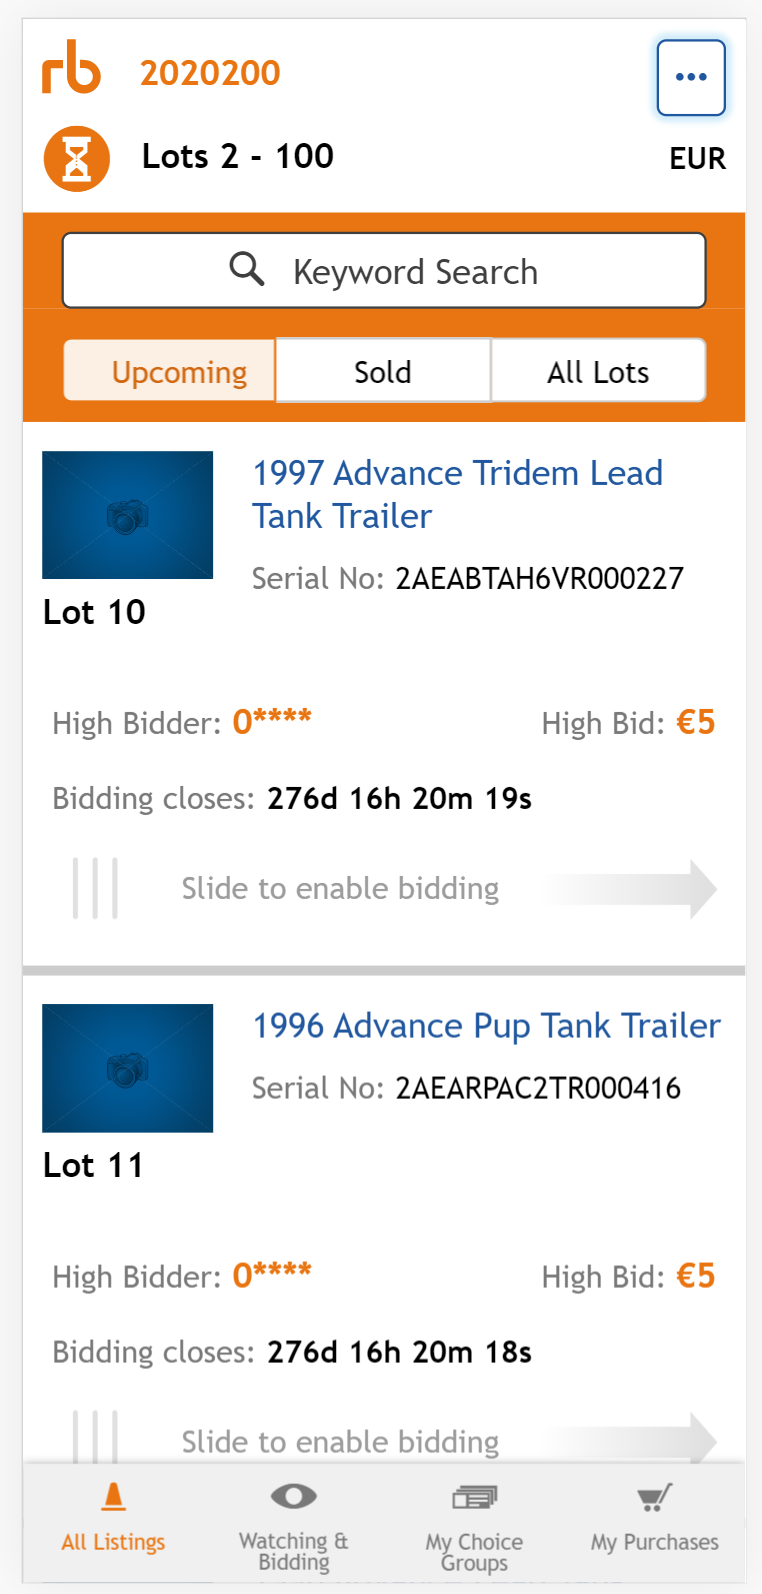 rb 2020200
...
Lots 2 - 100 EUR
Keyword Search
Upcoming Sold All Lots
1997 Advance Tridem Lead
Tank Trailer
Serial No: 2AEABTAH6VR000227
Lot 10
High Bidder: 0**** High Bid: €5
Bidding closes: 276d 16h 20m 19s
Slide to enable bidding
1996 Advance Pup Tank Trailer
Serial No: 2AEARPAC2TR000416
Lot 11
High Bidder: 0**** High Bid: €5
Bidding closes: 276d 16h 20m 18s
Slide to enable bidding
All Listings Watching & My Choice My Purchases
Bidding Groups